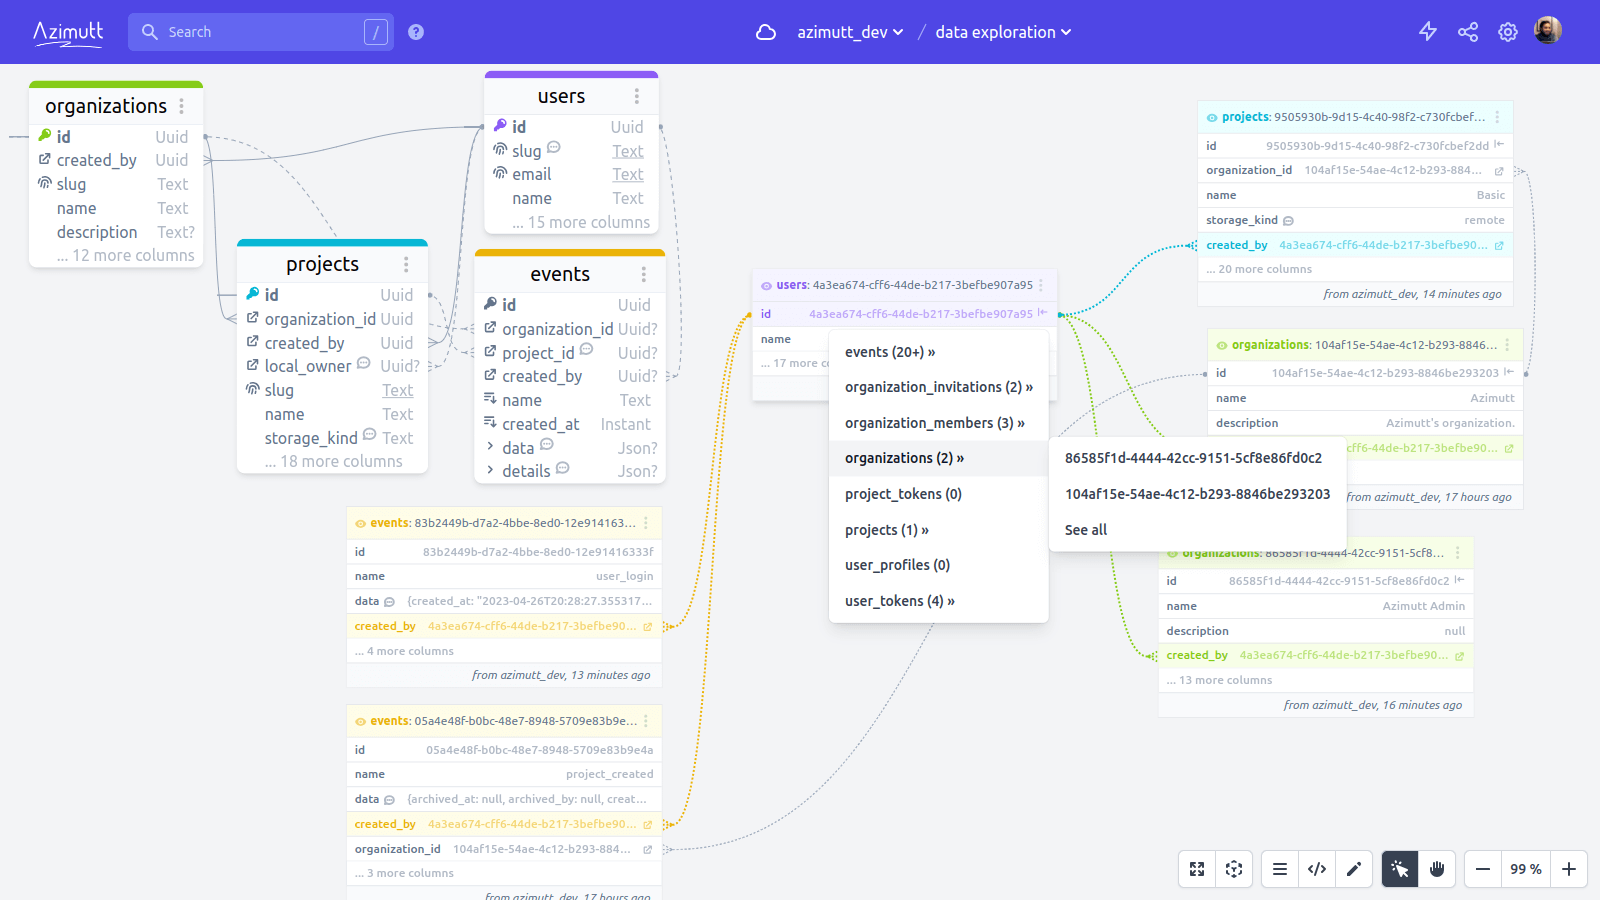 Azimutt
Search
/
?
azimutt_dev
/
data exploration
organizations
id Uuid
created_by Uuid
slug Text
name Text
description Text?
... 12 more columns
users
id Uuid
slug Text
email Text
name Text
... 15 more columns
projects
id Uuid
organization_id Uuid
created_by Uuid
local_owner Uuid?
slug Text
name Text
storage_kind Text
... 18 more columns
events
id Uuid
organization_id Uuid?
project_id Uuid?
created_by Uuid?
name Text
created_at Instant
data Json?
details Json?
users: 4a3ea674-cff6-44de-b217-3befbe907a95
id 4a3ea674-cff6-44de-b217-3befbe907a95
name
... 17 more co
events (20+) »
organization_invitations (2) »
organization_members (3) »
organizations (2) »
project_tokens (0)
projects (1) »
user_profiles (0)
user_tokens (4) »
86585f1d-4444-42cc-9151-5cf8e86fd0c2
104af15e-54ae-4c12-b293-8846be293203
See all
projects: 9505930b-9d15-4c40-98f2-c730fcbef...
id 9505930b-9d15-4c40-98f2-c730fcbef2dd
organization_id 104af15e-54ae-4c12-b293-884...
name Basic
storage_kind remote
created_by 4a3ea674-cff6-44de-b217-3befbe90...
... 20 more columns
from azimutt_dev, 14 minutes ago
organizations: 104af15e-54ae-4c12-b293-8846...
id 104af15e-54ae-4c12-b293-8846be293203
name Azimutt
description Azimutt's organization.
-cff6-44de-b217-3befbe90...
from azimutt_dev, 17 hours ago
organizations: 86585f1d-4444-42cc-9151-5cf8...
id 86585f1d-4444-42cc-9151-5cf8e86fd0c2
name Azimutt Admin
description null
created_by 4a3ea674-cff6-44de-b217-3befbe90...
... 13 more columns
from azimutt_dev, 16 minutes ago
events: 83b2449b-d7a2-4bbe-8ed0-12e914163...
id 83b2449b-d7a2-4bbe-8ed0-12e91416333f
name user_login
data {created_at: "2023-04-26T20:28:27.355317...
created_by 4a3ea674-cff6-44de-b217-3befbe90...
... 4 more columns
from azimutt_dev, 13 minutes ago
events: 05a4e48f-b0bc-48e7-8948-5709e83b9e...
id 05a4e48f-b0bc-48e7-8948-5709e83b9e4a
name project_created
data {archived_at: null, archived_by: null, creat...
created_by 4a3ea674-cff6-44de-b217-3befbe90...
organization_id 104af15e-54ae-4c12-b293-884...
... 3 more columns
from azimutt_dev, 17 hours ago
99 %